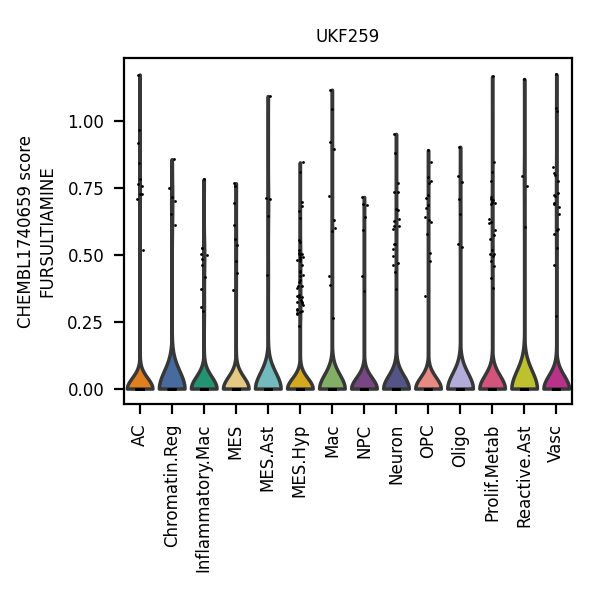 UKF259
CHEMBL1740659 score
FURSULTIAMINE
1.00
0.75
0.50
0.25
0.00
AC
Chromatin.Reg
Inflammatory.Mac
MES
MES.Ast
MES.Hyp
Mac
NPC
Neuron
OPC
Oligo
Prolif.Metab
Reactive.Ast
Vasc